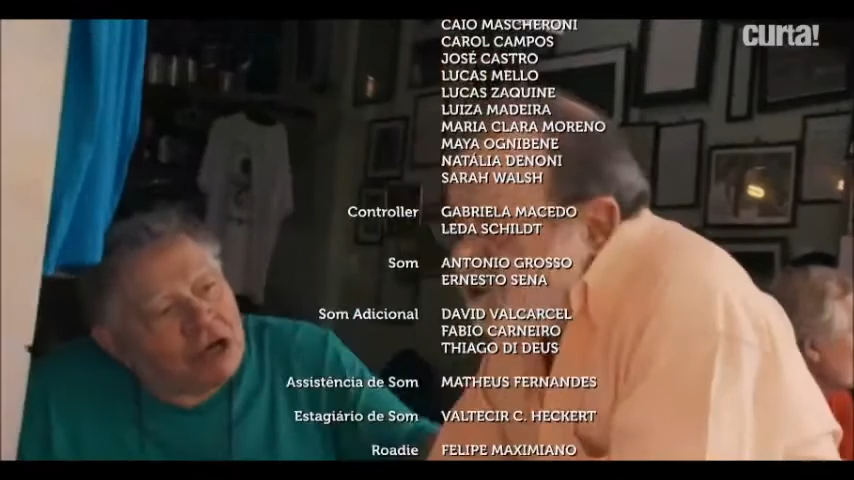 CAIO MASCHERONI
curta!
CAROL CAMPOS
JOSÉ CASTRO
LUCAS MELLO
LUCAS ZAQUINE
LUIZA MADEIRA
MARIA CLARA MORENO
MAYA OGNIBENE
NATÁLIA DENONI
SARAH WALSH
Controller GABRIELA MACEDO
LEDA SCHILDT
Som ANTONIO GROSSO
ERNESTO SENA
Som Adicional DAVID VALCARCEL
FABIO CARNEIRO
THIAGO DI DEUS
Assistência de Som MATHEUS FERNANDES
Estagiário de Som VALTECIR C. HECKERT
Roadie FELIPE MAXIMIANO